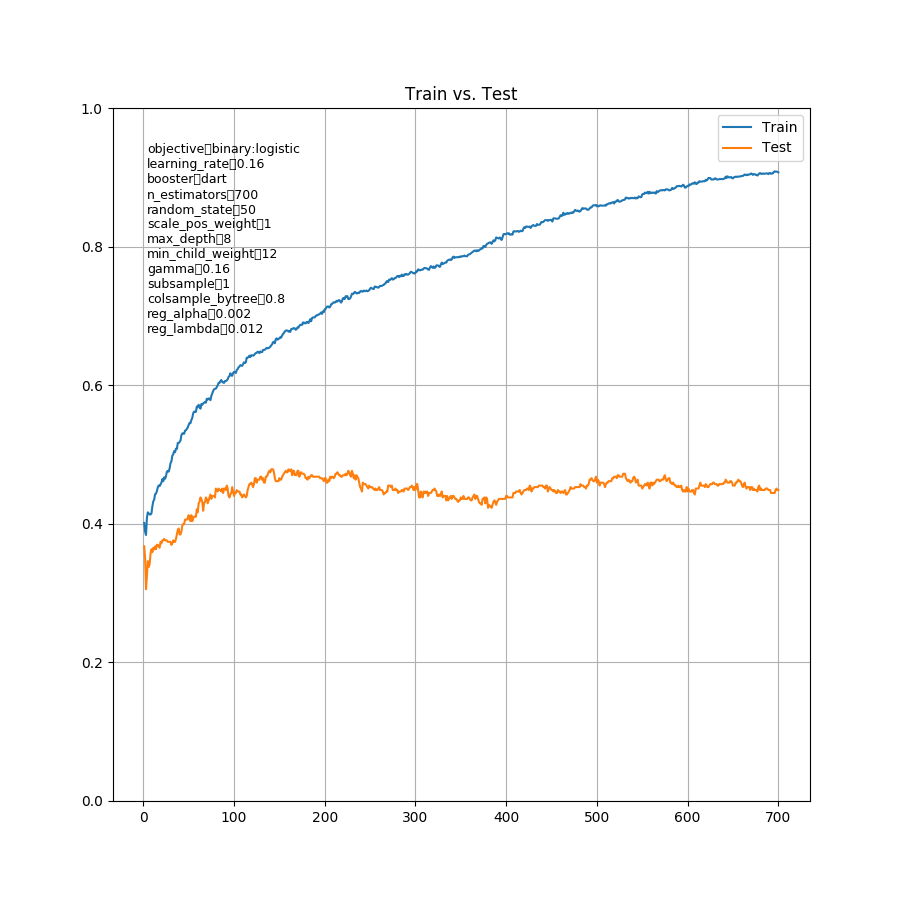 Train vs. Test
1.0
0.8
0.6
0.4
0.2
0.0
Train
Test
objective▯binary:logistic
learning_rate▯0.16
booster▯dart
n_estimators▯700
random_state▯50
scale_pos_weight▯1
max_depth▯8
min_child_weight▯12
gamma▯0.16
subsample▯1
colsample_bytree▯0.8
reg_alpha▯0.002
reg_lambda▯0.012
0 100 200 300 400 500 600 700